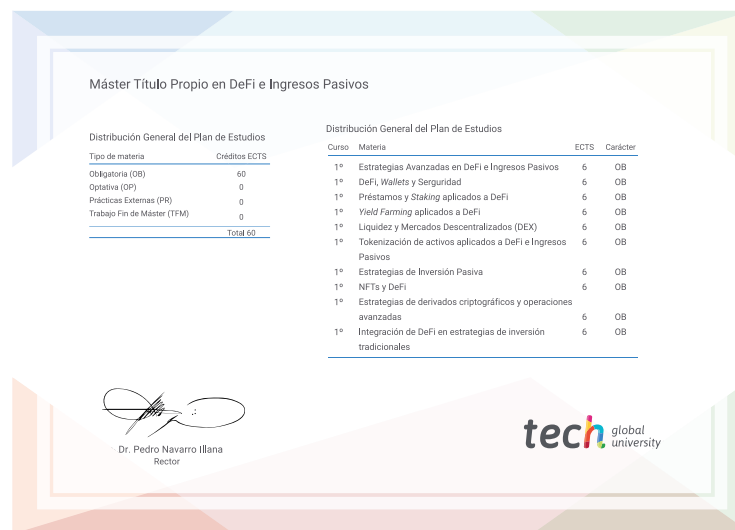 Máster Título Propio en DeFi e Ingresos Pasivos
Distribución General del Plan de Estudios
Tipo de materia Créditos ECTS
Obligatoria (OB) 60
Optativa (OP) 0
Prácticas Externas (PR) 0
Trabajo Fin de Máster (TFM) 0
Total 60
Distribución General del Plan de Estudios
Curso Materia ECTS Carácter
1º Estrategias Avanzadas en DeFi e Ingresos Pasivos 6 OB
1º DeFi, Wallets y Serguridad 6 OB
1º Préstamos y Staking aplicados a DeFi 6 OB
1º Yield Farming aplicados a DeFi 6 OB
1º Liquidez y Mercados Descentralizados (DEX) 6 OB
1º Tokenización de activos aplicados a DeFi e Ingresos 6 OB
Pasivos
1º Estrategias de Inversión Pasiva 6 OB
1º NFTs y DeFi 6 OB
1º Estrategias de derivados criptográficos y operaciones
avanzadas 6 OB
1º Integración de DeFi en estrategias de inversión 6 OB
tradicionales
Dr. Pedro Navarro Illana
Rector
tech global
university